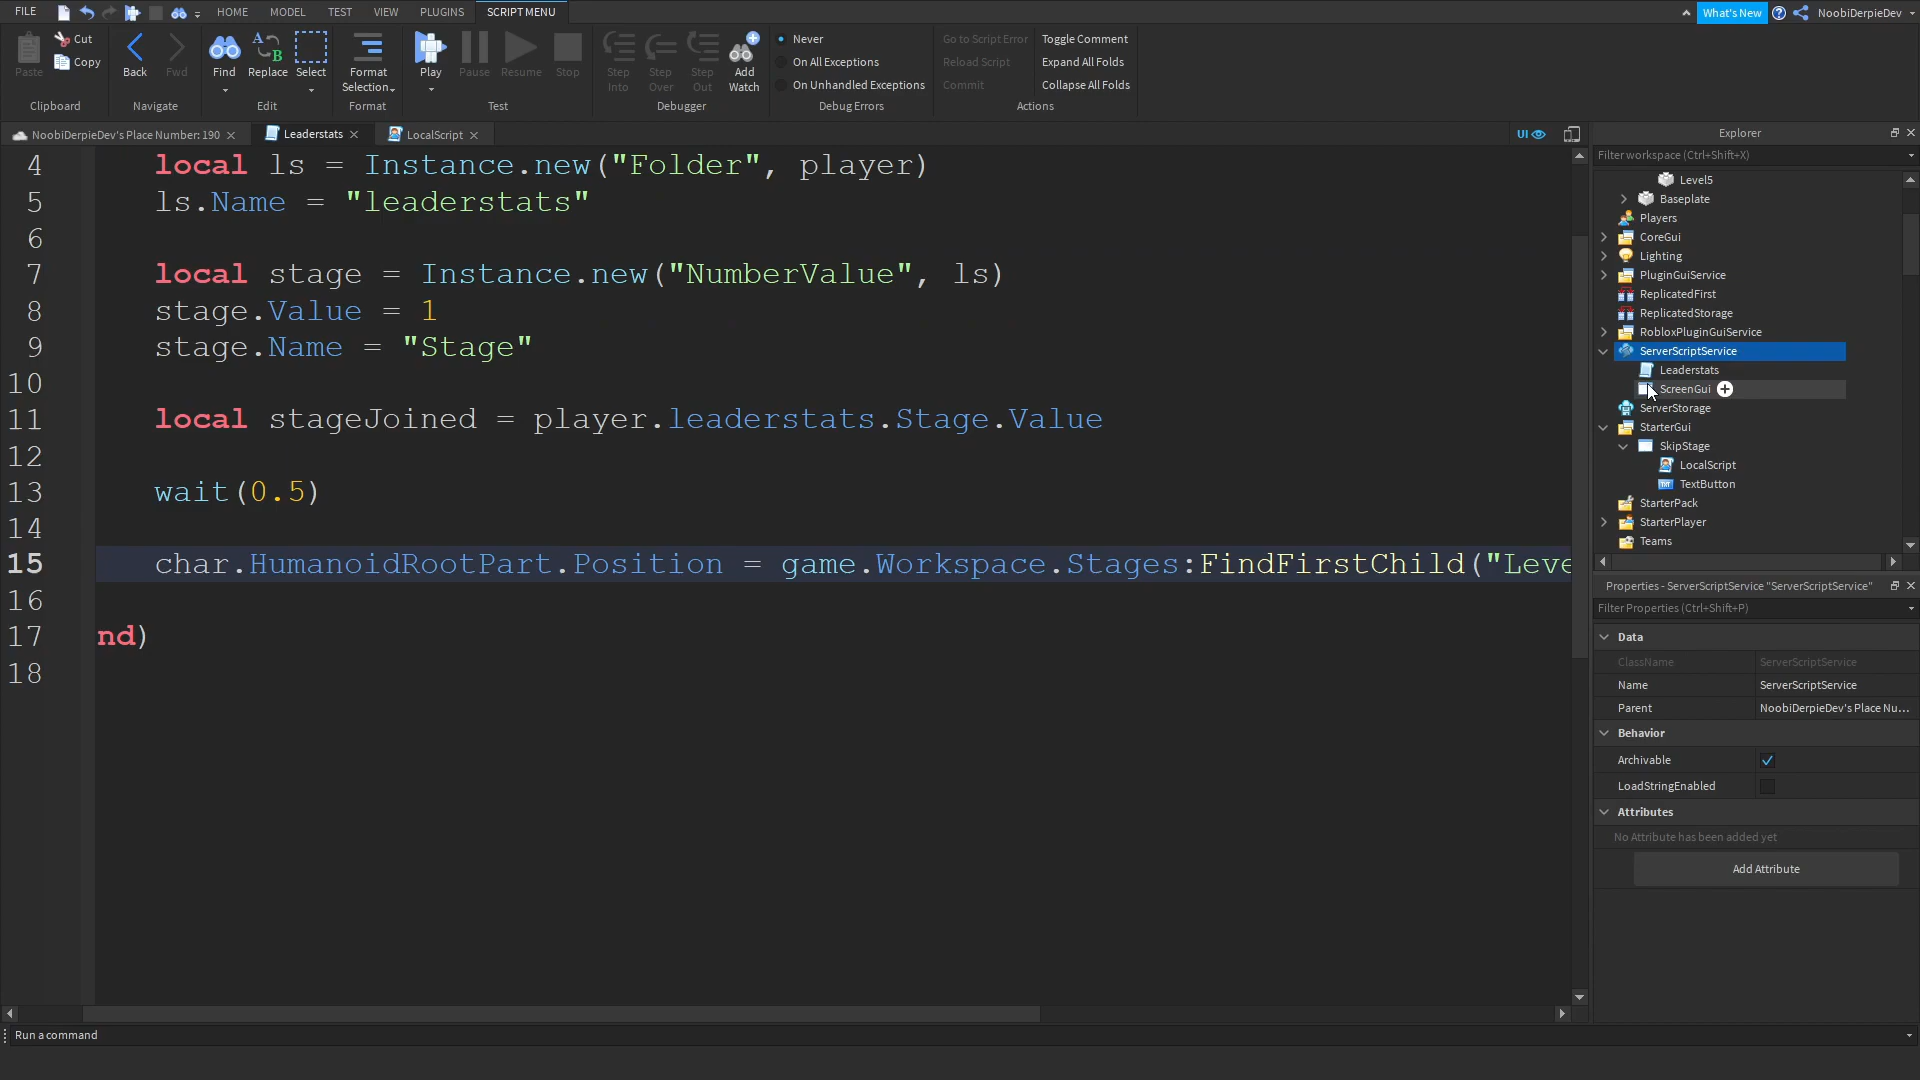 FILE HOME MODEL TEST VIEW PLUGINS SCRIPT MENU What's New NoobiDerpieDev
Paste Cut Copy Clipboard
Back Fwd Navigate
Find Replace Select Edit
Format Selection Format
Play Pause Resume Stop Test
Step Into Step Over Step Out Add Watch Debugger
Never
On All Exceptions
On Unhandled Exceptions
Debug Errors
Go to Script Error Toggle Comment
Reload Script Expand All Folds
Commit Collapse All Folds
Actions
NoobiDerpieDev's Place Number: 190 Leaderstats LocalScript UI
4 local ls = Instance.new("Folder", player)
5 ls.Name = "leaderstats"
6
7 local stage = Instance.new("NumberValue", ls)
8 stage.Value = 1
9 stage.Name = "Stage"
10
11 local stageJoined = player.leaderstats.Stage.Value
12
13 wait(0.5)
14
15 char.HumanoidRootPart.Position = game.Workspace.Stages:FindFirstChild("Leve
16
17 nd)
18
Run a command
Explorer
Filter workspace (Ctrl+Shift+X)
Level5
Baseplate
Players
CoreGui
Lighting
PluginGuiService
ReplicatedFirst
ReplicatedStorage
RobloxPluginGuiService
ServerScriptService
Leaderstats
ScreenGui
ServerStorage
StarterGui
SkipStage
LocalScript
TextButton
StarterPack
StarterPlayer
Teams
Properties - ServerScriptService "ServerScriptService"
Filter Properties (Ctrl+Shift+P)
Data
ClassName ServerScriptService
Name ServerScriptService
Parent NoobiDerpieDev's Place Nu...
Behavior
Archivable
LoadStringEnabled
Attributes
No Attribute has been added yet
Add Attribute